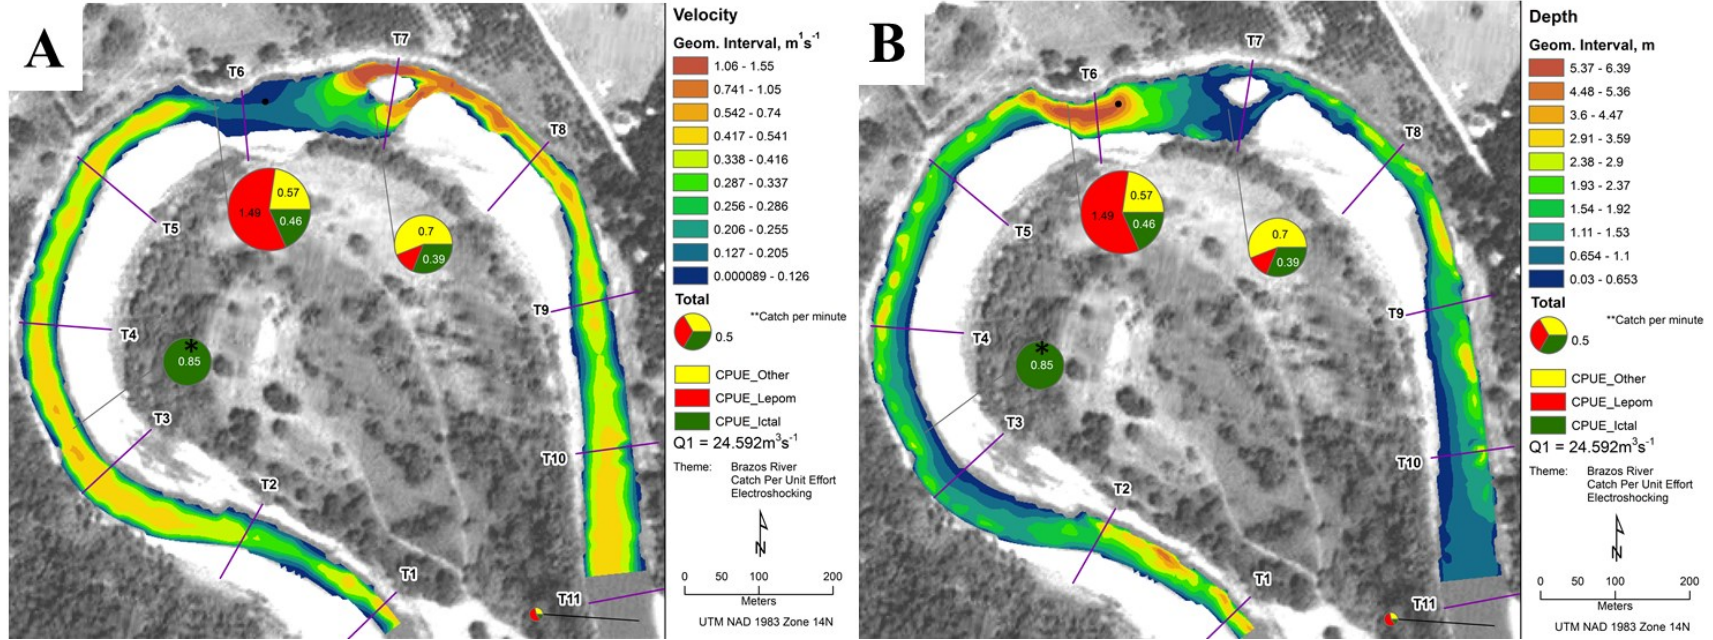 A
T7
T6
T8
T5
T4
T9
T3
T10
T2
T1
T11
1.49
0.57
0.46
0.7
0.39
0.85
*
Velocity
Geom. Interval, m¹s⁻¹
1.06 - 1.55
0.741 - 1.05
0.542 - 0.74
0.417 - 0.541
0.338 - 0.416
0.287 - 0.337
0.256 - 0.286
0.206 - 0.255
0.127 - 0.205
0.000089 - 0.126
Total
**Catch per minute
0.5
CPUE_Other
CPUE_Lepom
CPUE_Ictal
Q1 = 24.592m³s⁻¹
Theme: Brazos River
Catch Per Unit Effort
Electroshocking
N
0 50 100 200
Meters
UTM NAD 1983 Zone 14N
B
T7
T6
T8
T5
T4
T9
T3
T10
T2
T1
T11
1.49
0.57
0.46
0.7
0.39
0.85
*
Depth
Geom. Interval, m
5.37 - 6.39
4.48 - 5.36
3.6 - 4.47
2.91 - 3.59
2.38 - 2.9
1.93 - 2.37
1.54 - 1.92
1.11 - 1.53
0.654 - 1.1
0.03 - 0.653
Total
**Catch per minute
0.5
CPUE_Other
CPUE_Lepom
CPUE_Ictal
Q1 = 24.592m³s⁻¹
Theme: Brazos River
Catch Per Unit Effort
Electroshocking
N
0 50 100 200
Meters
UTM NAD 1983 Zone 14N